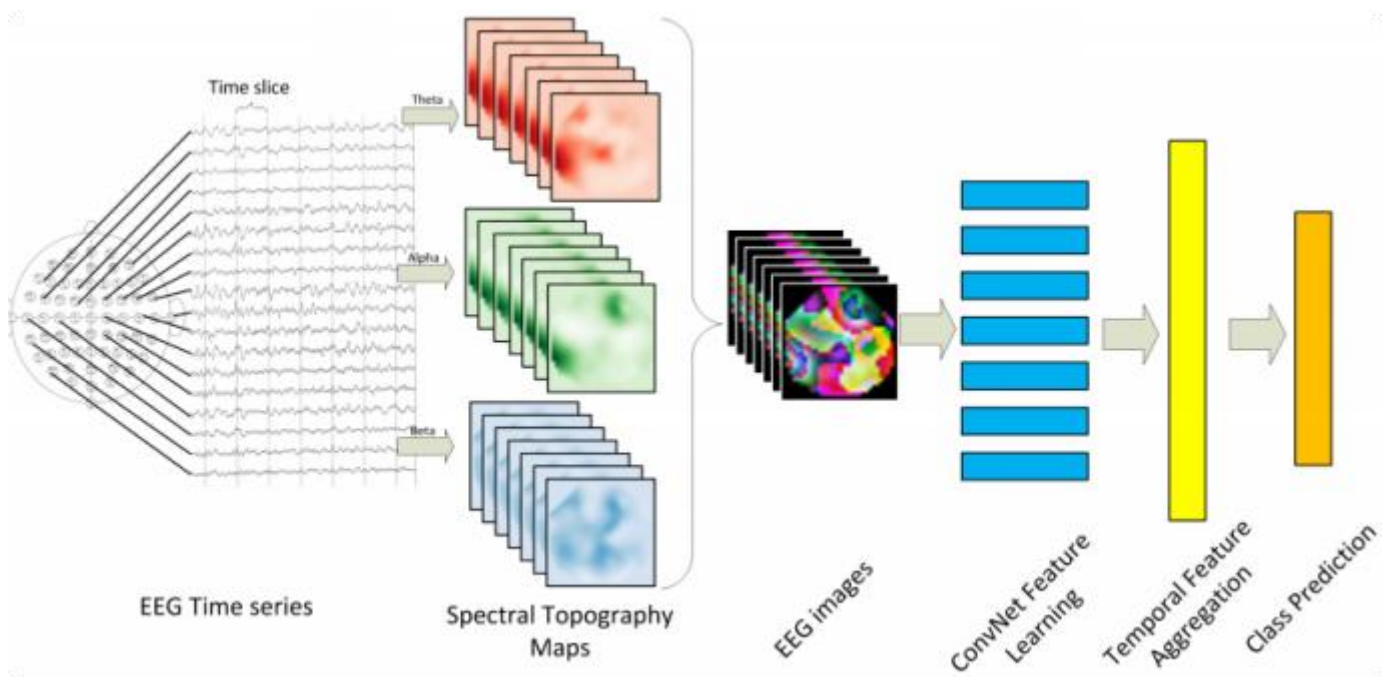 Time slice
Theta
Alpha
Beta
EEG Time series
Spectral Topography
Maps
EEG images
ConvNet Feature
Learning
Temporal Feature
Aggregation
Class Prediction